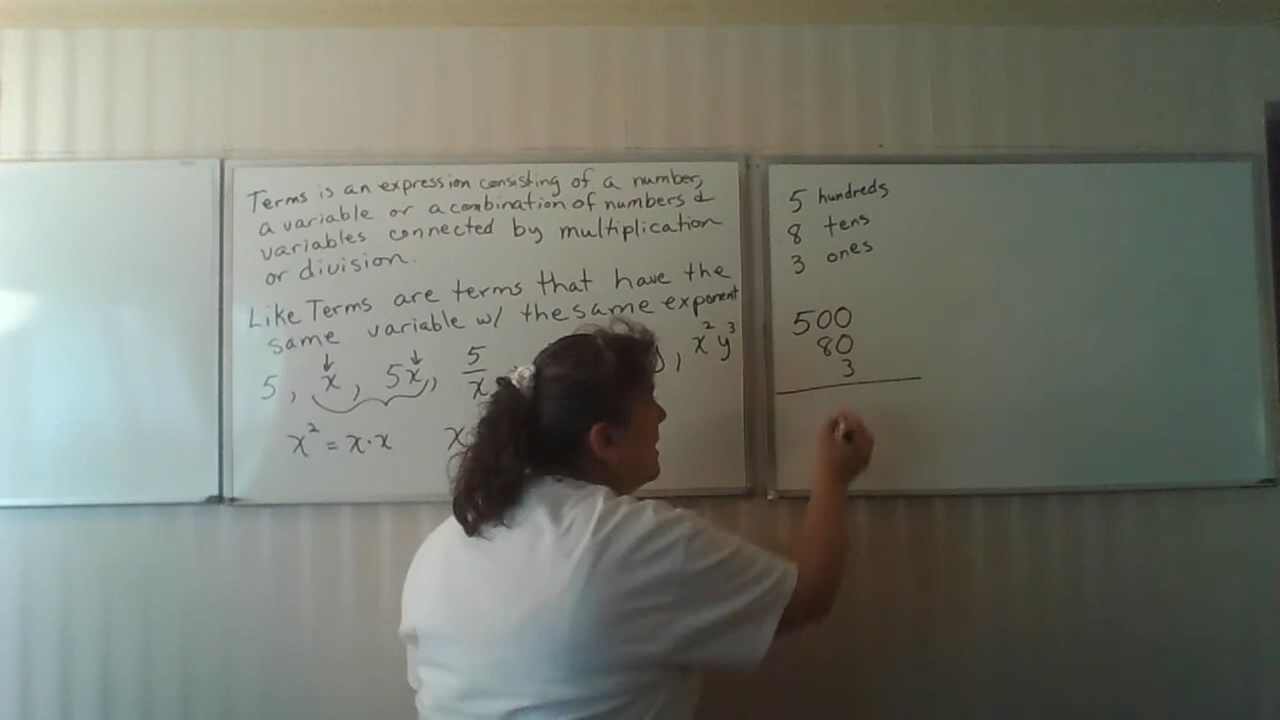 Terms is an expression consisting of a number,
a variable or a combination of numbers &
variables connected by multiplication
or division.
Like Terms are terms that have the
same variable w/ the same exponent
5, x, 5x, 5/x , x²y³
x² = x·x x
5 hundreds
8 tens
3 ones
500
80
3